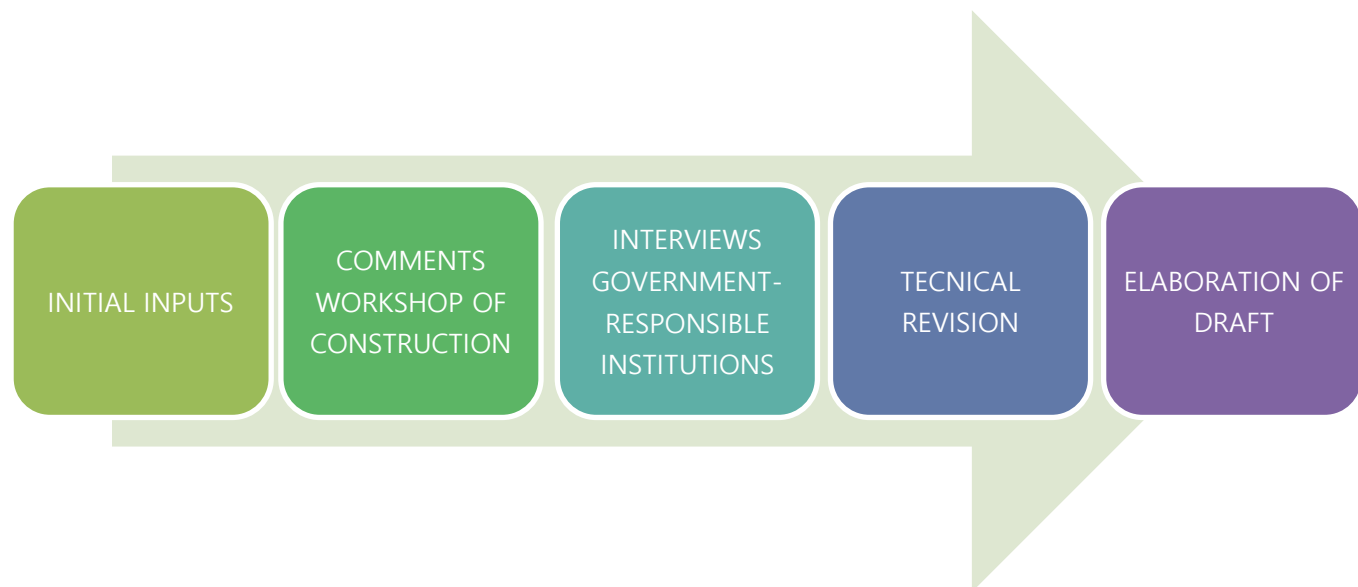 INITIAL INPUTS
COMMENTS
WORKSHOP OF
CONSTRUCTION
INTERVIEWS
GOVERNMENT-
RESPONSIBLE
INSTITUTIONS
TECNICAL
REVISION
ELABORATION OF
DRAFT